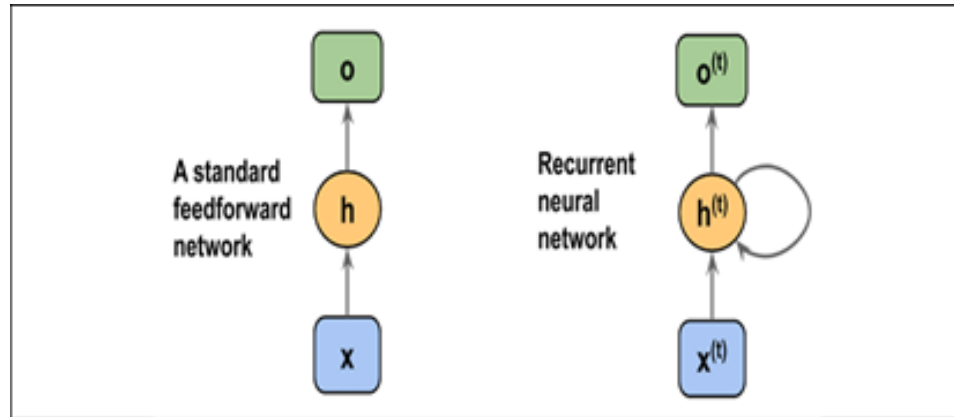 o
A standard
feedforward
network
h
x
o(t)
Recurrent
neural
network
h(t)
x(t)